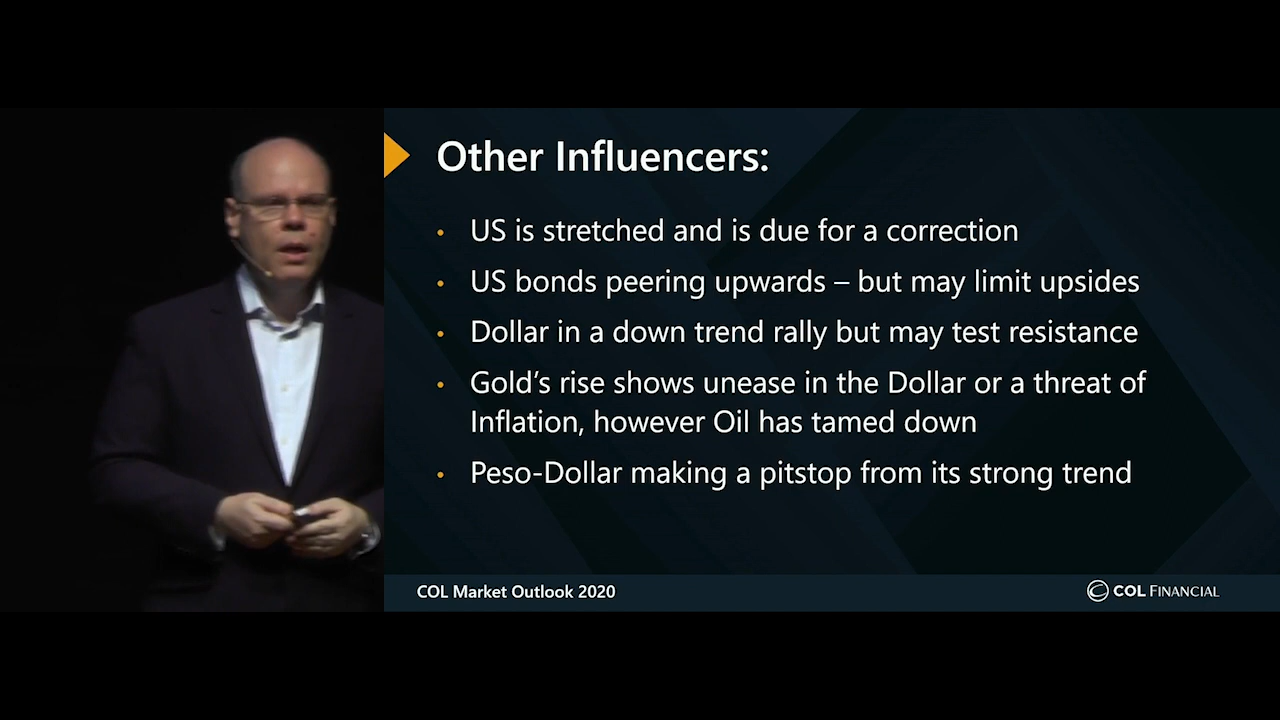 Other Influencers:
• US is stretched and is due for a correction
• US bonds peering upwards – but may limit upsides
• Dollar in a down trend rally but may test resistance
• Gold’s rise shows unease in the Dollar or a threat of
Inflation, however Oil has tamed down
• Peso-Dollar making a pitstop from its strong trend
COL Market Outlook 2020
COL FINANCIAL